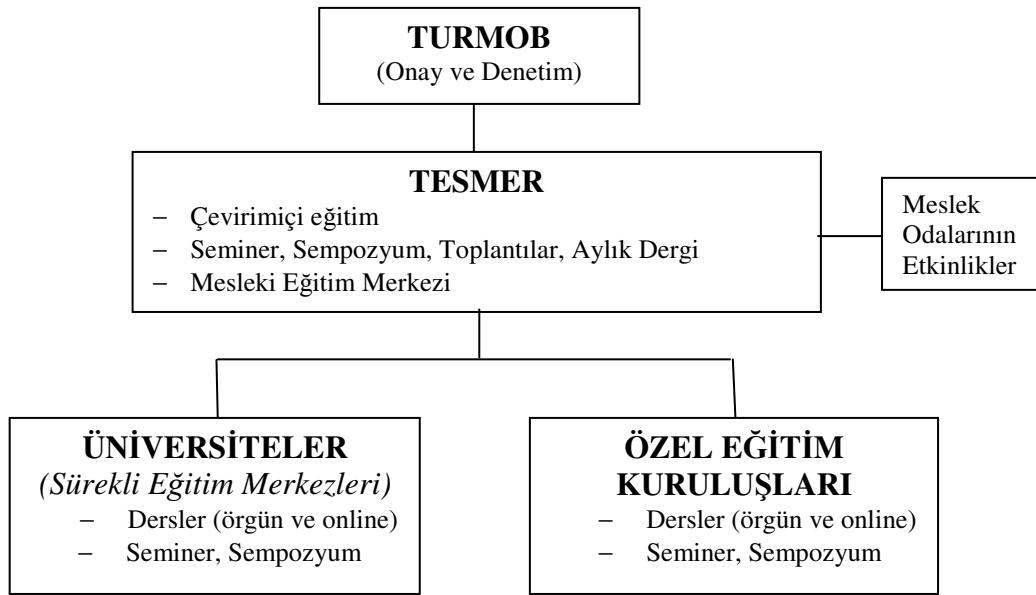 TURMOB
(Onay ve Denetim)
TESMER
− Çevirimiçi eğitim
− Seminer, Sempozyum, Toplantılar, Aylık Dergi
− Mesleki Eğitim Merkezi
Meslek
Odalarının
Etkinlikler
ÜNİVERSİTELER
(Sürekli Eğitim Merkezleri)
− Dersler (örgün ve online)
− Seminer, Sempozyum
ÖZEL EĞİTİM
KURULUŞLARI
− Dersler (örgün ve online)
− Seminer, Sempozyum